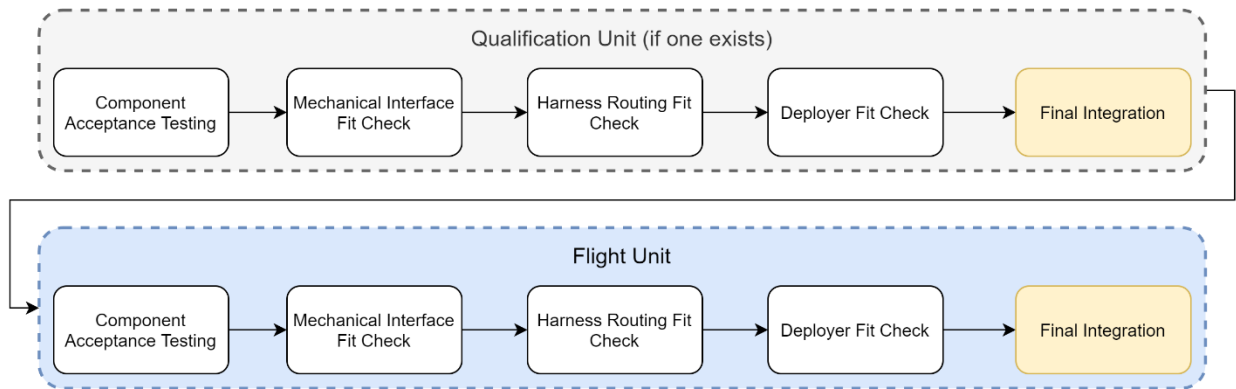 Qualification Unit (if one exists)
Component
Acceptance Testing
Mechanical Interface
Fit Check
Harness Routing Fit
Check
Deployer Fit Check
Final Integration
Flight Unit
Component
Acceptance Testing
Mechanical Interface
Fit Check
Harness Routing Fit
Check
Deployer Fit Check
Final Integration